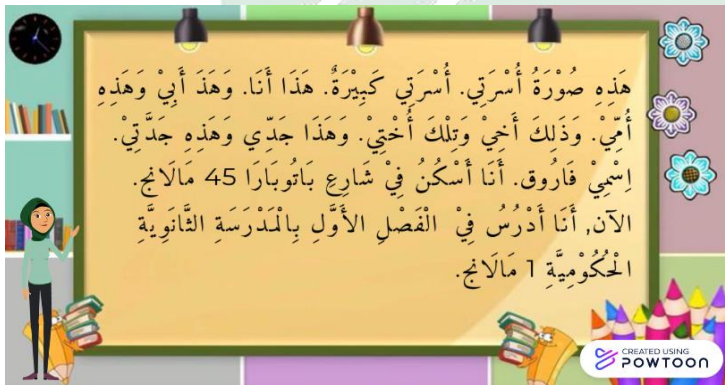 هَذِهِ صُوْرَةُ أُسْرَتِي. أُسْرَتِي كَبِيْرَةٌ. هَذَا أَنَا. وَهَذَ أَبِيْ وَهَذِهِ
أُمِّيْ. وَذَلِكَ أَخِيْ وَتِلْكَ أُخْتِيْ. وَهَذَا جَدِّي وَهَذِهِ جَدَّتِيْ.
اِسْمِيْ فَارُوق. أَنَا أَسْكُنُ فِيْ شَارِعِ بَاتُوبَارَا 45 مَالَانج.
الآن, أَنَا أَدْرُسُ فِيْ الْفَصْلِ الأَوَّلِ بِالْمَدْرَسَةِ الثَّانَوِيَّةِ
الْحُكُوْمِيَّةِ 1 مَالَانج.
CREATED USING
POWTOON